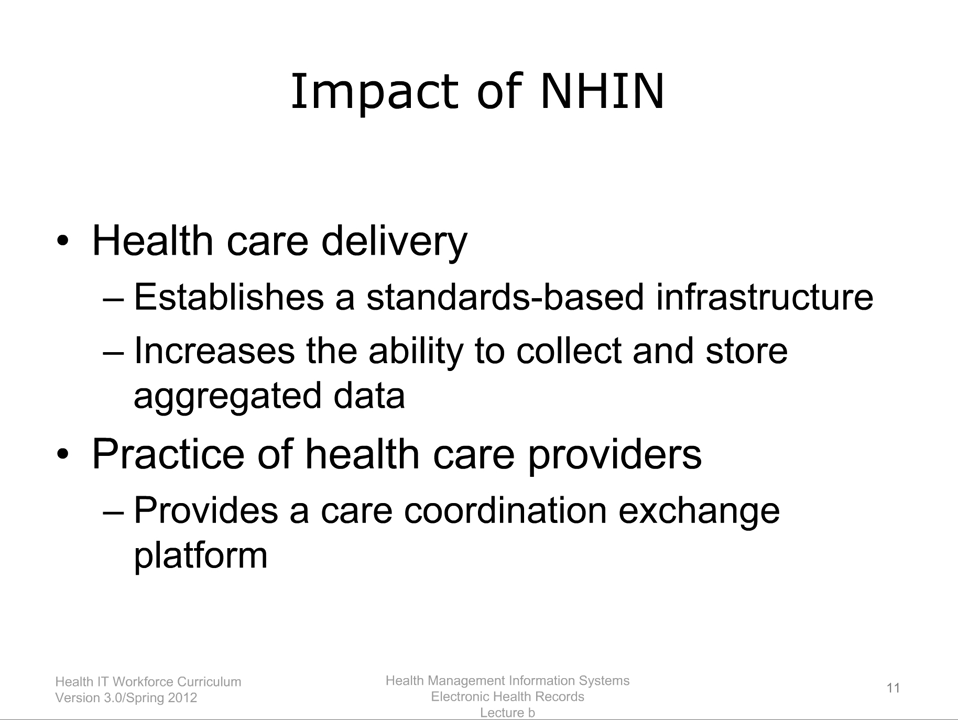 Impact of NHIN
• Health care delivery
– Establishes a standards-based infrastructure
– Increases the ability to collect and store
aggregated data
• Practice of health care providers
– Provides a care coordination exchange
platform
Health IT Workforce Curriculum
Version 3.0/Spring 2012
Health Management Information Systems
Electronic Health Records
Lecture b
11